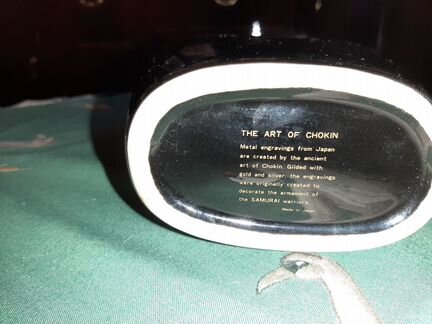 THE ART OF CHOKIN
Metal engravings from Japan
are created by the ancient
art of Chokin. Gilded with
gold and silver, the engravings
were originally created to
decorate the armament of
the SAMURAI warriors.
Made in Japan